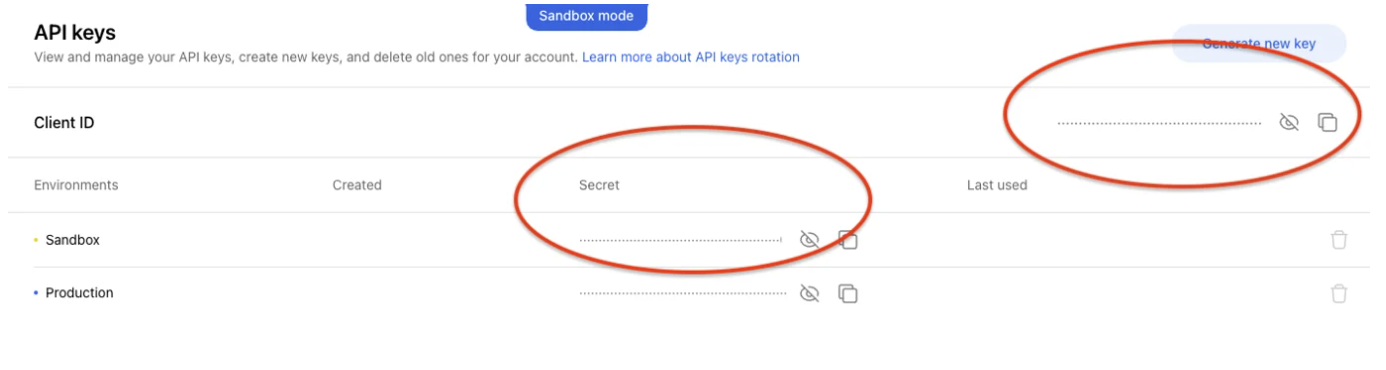 Sandbox mode
API keys
View and manage your API keys, create new keys, and delete old ones for your account. Learn more about API keys rotation
Generate new key
Client ID
Environments Created Secret Last used
Sandbox
Production